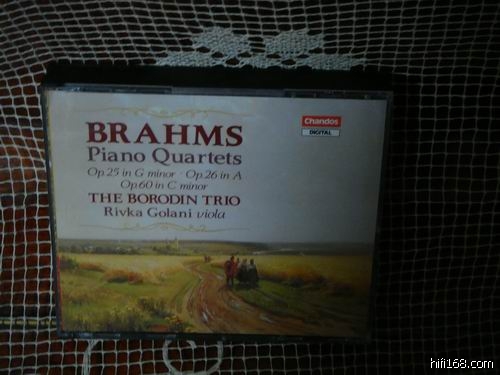 Chandos
DIGITAL
BRAHMS
Piano Quartets
Op.25 in G minor · Op.26 in A
Op.60 in C minor
THE BORODIN TRIO
Rivka Golani viola
hifi168.com